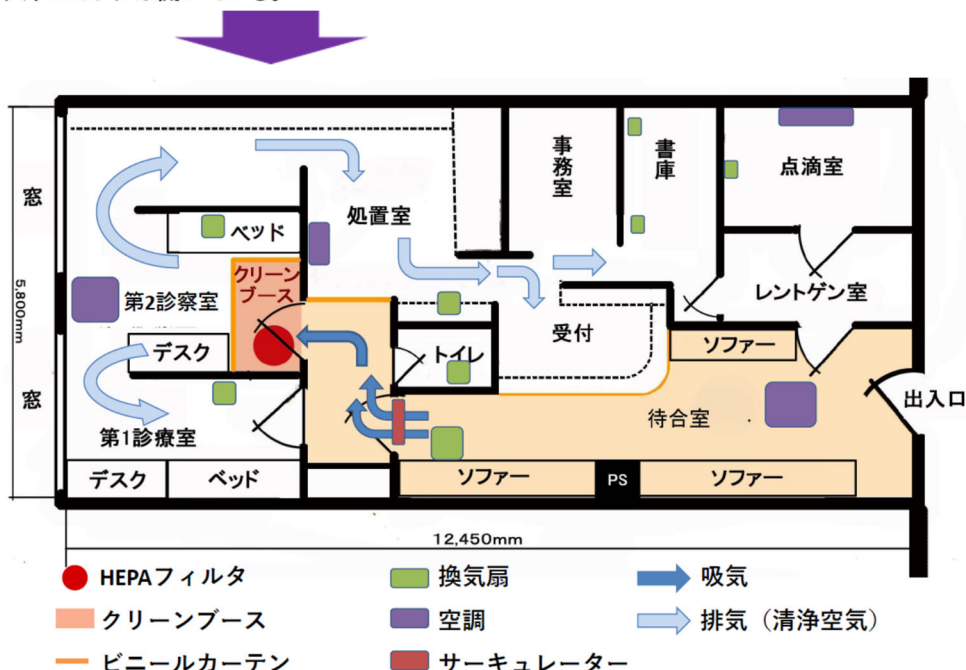 窓
5,800mm
窓
ベッド
クリーン
ブース
第2診察室
デスク
第1診療室
デスク
ベッド
処置室
事務室
書庫
点滴室
レントゲン室
受付
トイレ
ソファー
待合室
出入口
ソファー
PS
ソファー
12,450mm
HEPAフィルタ
換気扇
吸気
クリーンブース
空調
排気（清浄空気）
ビニールカーテン
サーキュレーター